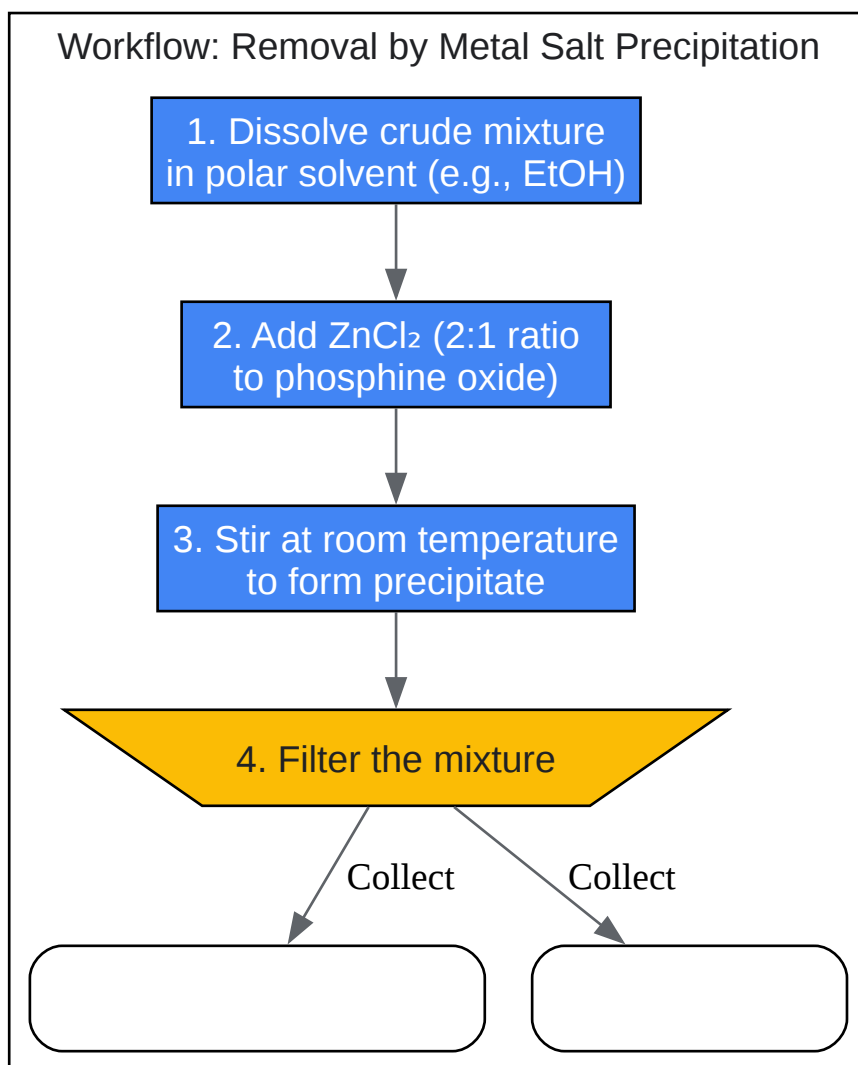 Workflow: Removal by Metal Salt Precipitation
1. Dissolve crude mixture
in polar solvent (e.g., EtOH)
2. Add ZnCl₂ (2:1 ratio
to phosphine oxide)
3. Stir at room temperature
to form precipitate
4. Filter the mixture
Collect
Collect